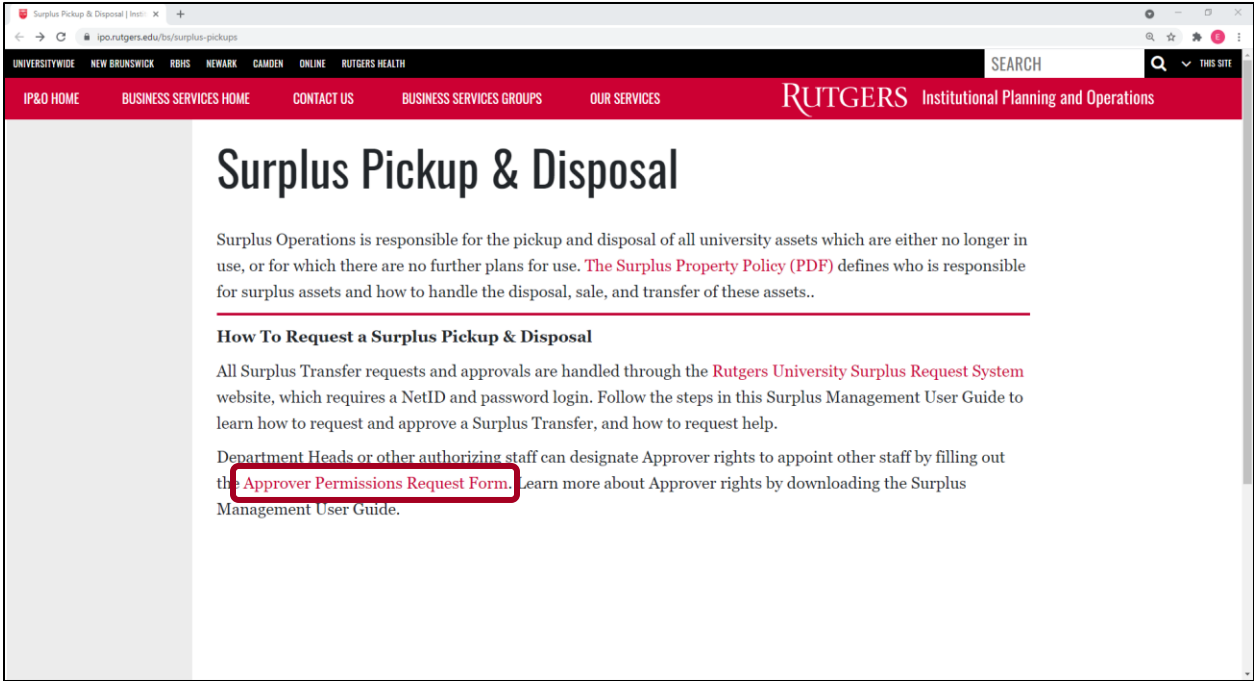 Surplus Pickup & Disposal | Instit
ipo.rutgers.edu/bs/surplus-pickups
E
UNIVERSITYWIDE NEW BRUNSWICK RBHS NEWARK CAMDEN ONLINE RUTGERS HEALTH SEARCH THIS SITE
IP&O HOME BUSINESS SERVICES HOME CONTACT US BUSINESS SERVICES GROUPS OUR SERVICES RUTGERS Institutional Planning and Operations
Surplus Pickup & Disposal
Surplus Operations is responsible for the pickup and disposal of all university assets which are either no longer in
use, or for which there are no further plans for use. The Surplus Property Policy (PDF) defines who is responsible
for surplus assets and how to handle the disposal, sale, and transfer of these assets..
How To Request a Surplus Pickup & Disposal
All Surplus Transfer requests and approvals are handled through the Rutgers University Surplus Request System
website, which requires a NetID and password login. Follow the steps in this Surplus Management User Guide to
learn how to request and approve a Surplus Transfer, and how to request help.
Department Heads or other authorizing staff can designate Approver rights to appoint other staff by filling out
the Approver Permissions Request Form. Learn more about Approver rights by downloading the Surplus
Management User Guide.